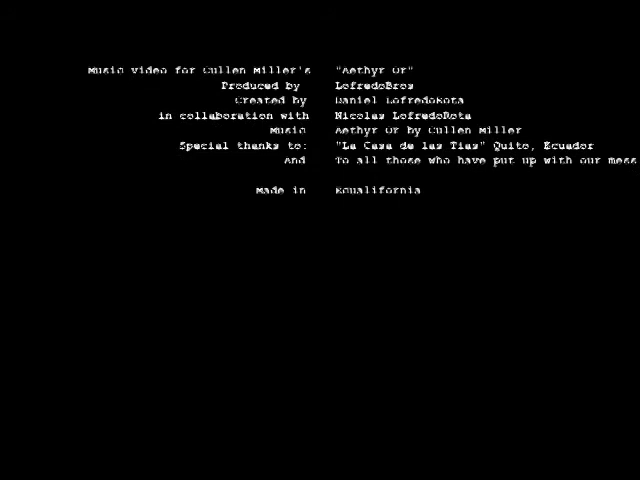 Music video for Cullen Miller's "Aethyr Or"
Produced by LofredoBros
Created by Daniel LofredoRota
in collaboration with Nicolas LofredoRota
Music Aethyr Or by Cullen Miller
Special thanks to: "La Casa de las Tias" Quito, Ecuador
And To all those who have put up with our mess
Made in Ecualifornia